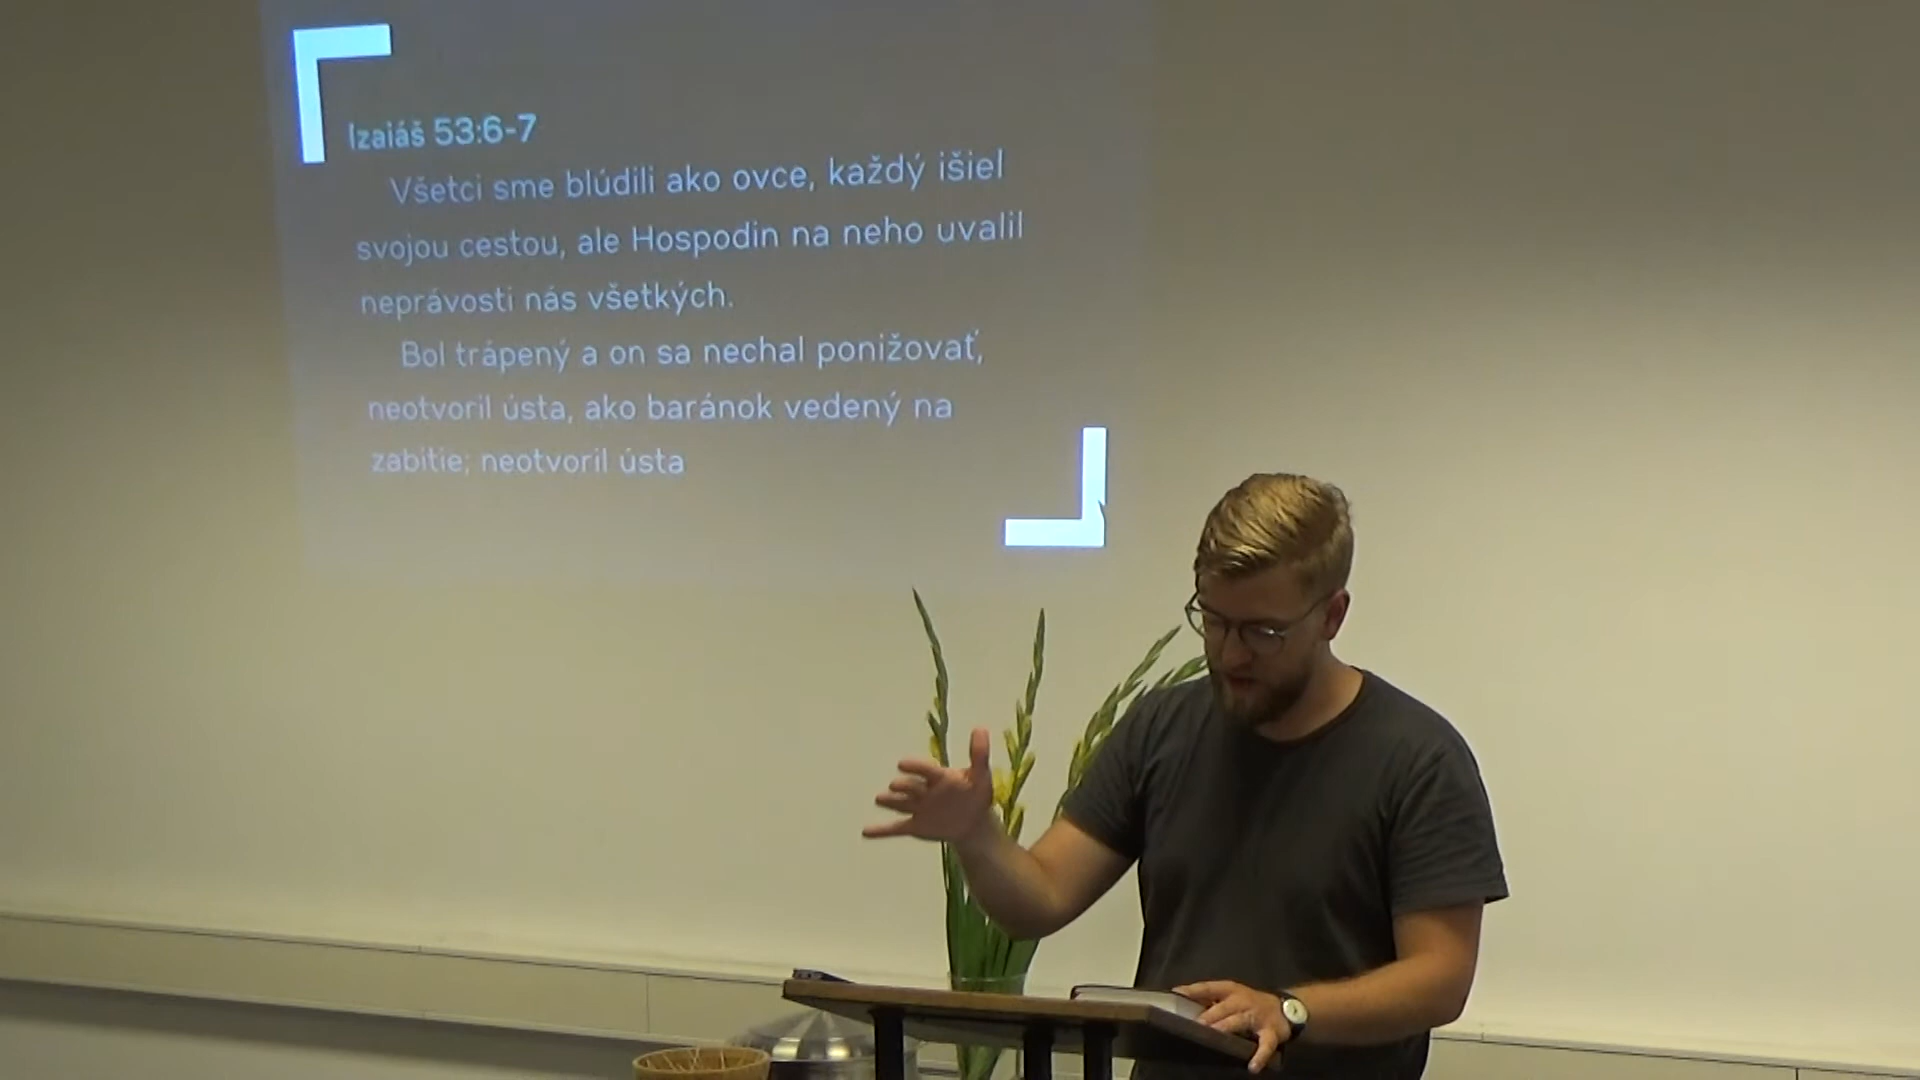 Izaiáš 53:6-7
Všetci sme blúdili ako ovce, každý išiel
svojou cestou, ale Hospodin na neho uvalil
neprávosti nás všetkých.
Bol trápený a on sa nechal ponižovať,
neotvoril ústa, ako baránok vedený na
zabitie; neotvoril ústa